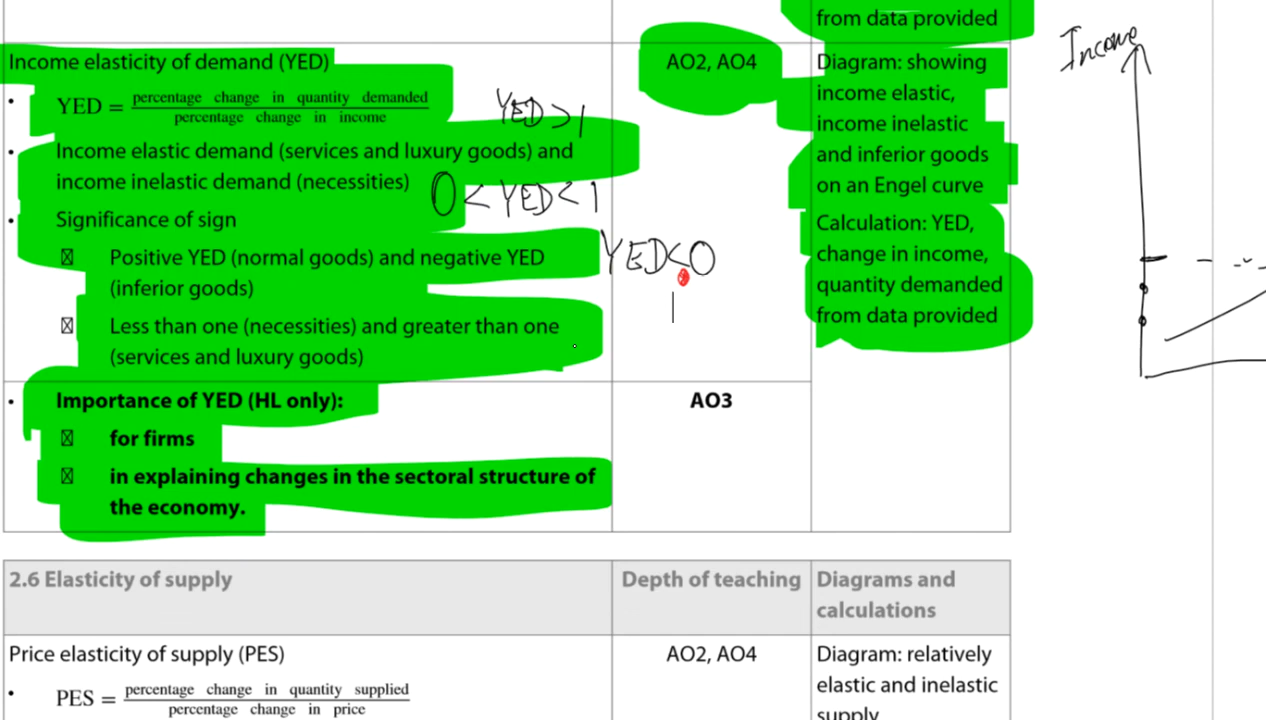 from data provided
Income elasticity of demand (YED)
AO2, AO4
Diagram: showing
income elastic,
income inelastic
and inferior goods
on an Engel curve
Income
• YED = percentage change in quantity demanded
percentage change in income
YED > 1
• Income elastic demand (services and luxury goods) and
income inelastic demand (necessities)
0 < YED < 1
• Significance of sign
Positive YED (normal goods) and negative YED
(inferior goods)
YED < 0
Less than one (necessities) and greater than one
(services and luxury goods)
Calculation: YED,
change in income,
quantity demanded
from data provided
• Importance of YED (HL only):
AO3
for firms
in explaining changes in the sectoral structure of
the economy.
2.6 Elasticity of supply
Depth of teaching
Diagrams and
calculations
Price elasticity of supply (PES)
AO2, AO4
Diagram: relatively
elastic and inelastic
supply
• PES = percentage change in quantity supplied
percentage change in price